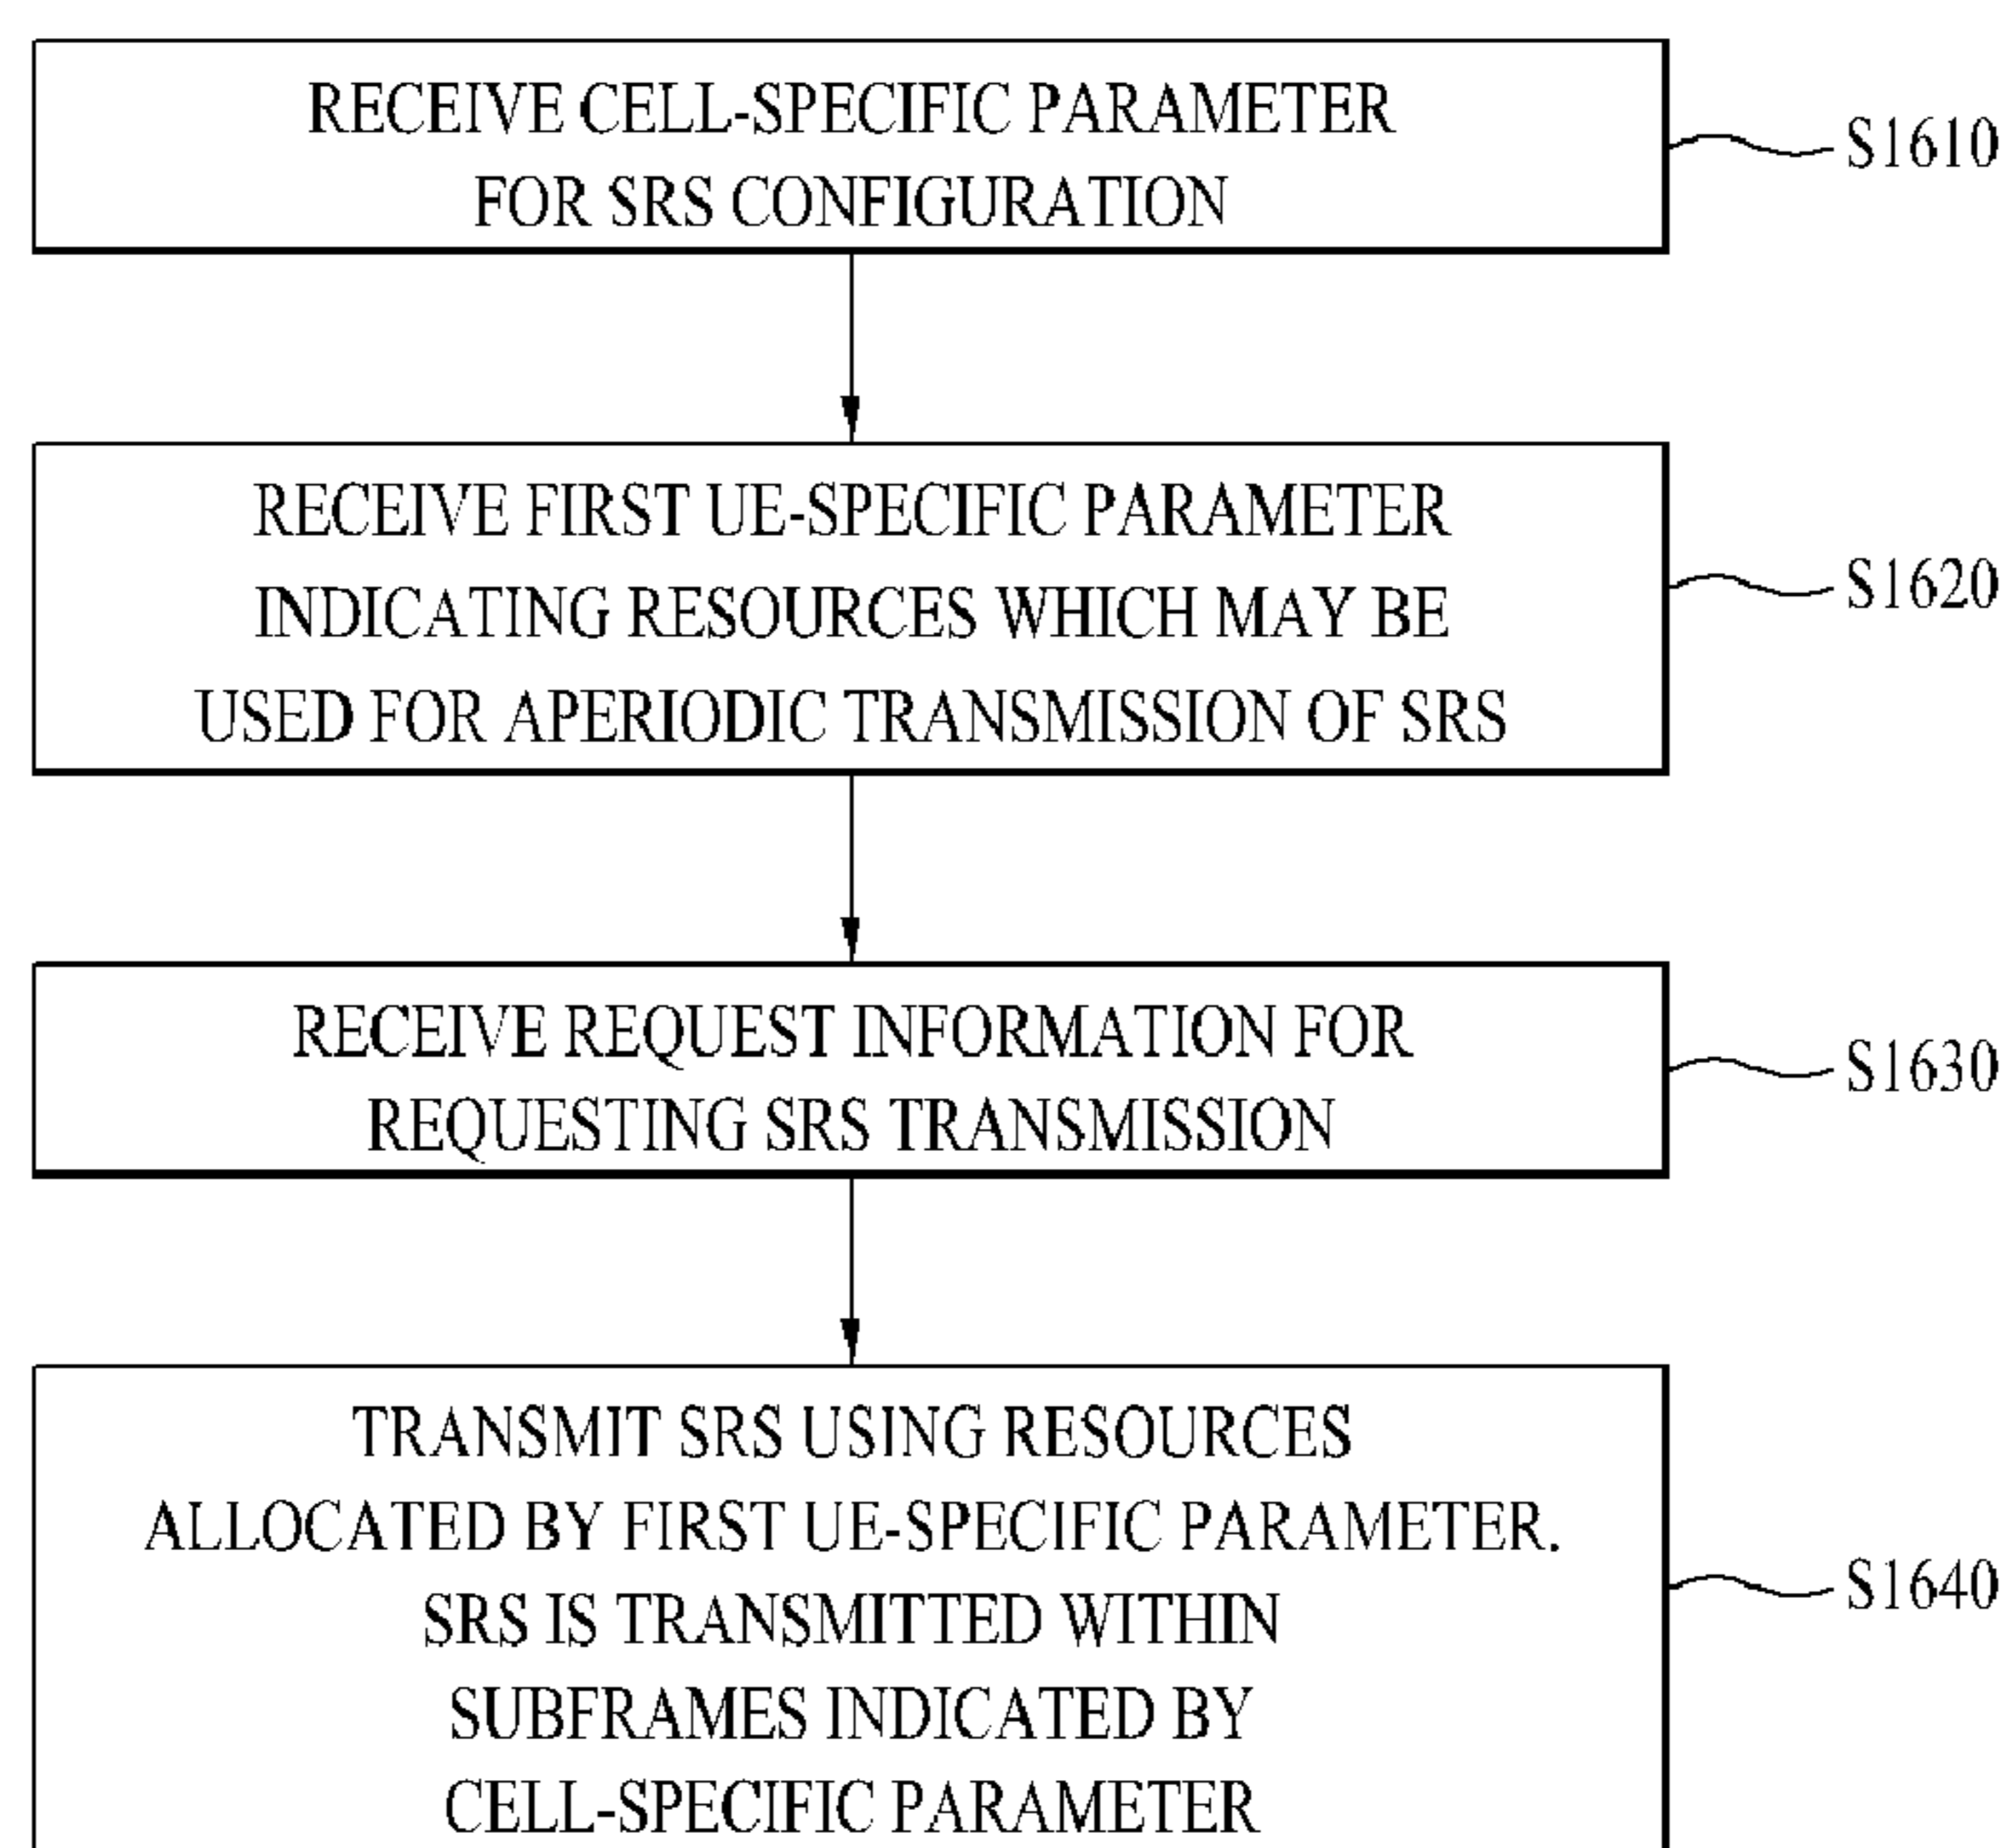 RECEIVE CELL-SPECIFIC PARAMETER
FOR SRS CONFIGURATION
S1610
RECEIVE FIRST UE-SPECIFIC PARAMETER
INDICATING RESOURCES WHICH MAY BE
USED FOR APERIODIC TRANSMISSION OF SRS
S1620
RECEIVE REQUEST INFORMATION FOR
REQUESTING SRS TRANSMISSION
S1630
TRANSMIT SRS USING RESOURCES
ALLOCATED BY FIRST UE-SPECIFIC PARAMETER.
SRS IS TRANSMITTED WITHIN
SUBFRAMES INDICATED BY
CELL-SPECIFIC PARAMETER
S1640